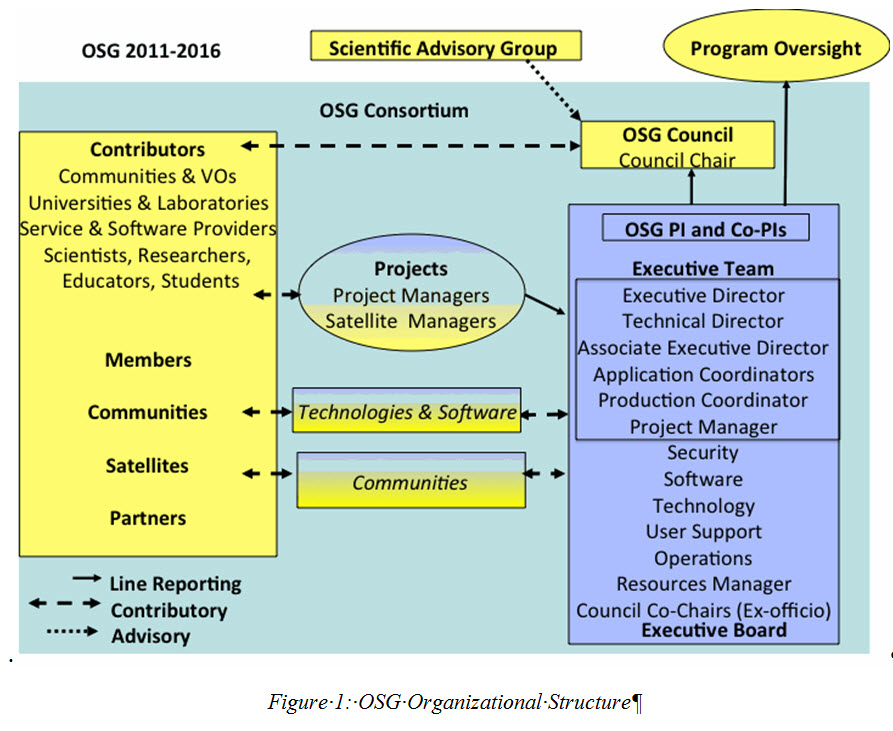 OSG 2011-2016
Scientific Advisory Group
Program Oversight
OSG Consortium
OSG Council
Council Chair
Contributors
Communities & VOs
Universities & Laboratories
Service & Software Providers
Scientists, Researchers,
Educators, Students
Members
Communities
Satellites
Partners
Projects
Project Managers
Satellite Managers
Technologies & Software
Communities
OSG PI and Co-PIs
Executive Team
Executive Director
Technical Director
Associate Executive Director
Application Coordinators
Production Coordinator
Project Manager
Security
Software
Technology
User Support
Operations
Resources Manager
Council Co-Chairs (Ex-officio)
Executive Board
Line Reporting
Contributory
Advisory
Figure·1:·OSG·Organizational·Structure¶